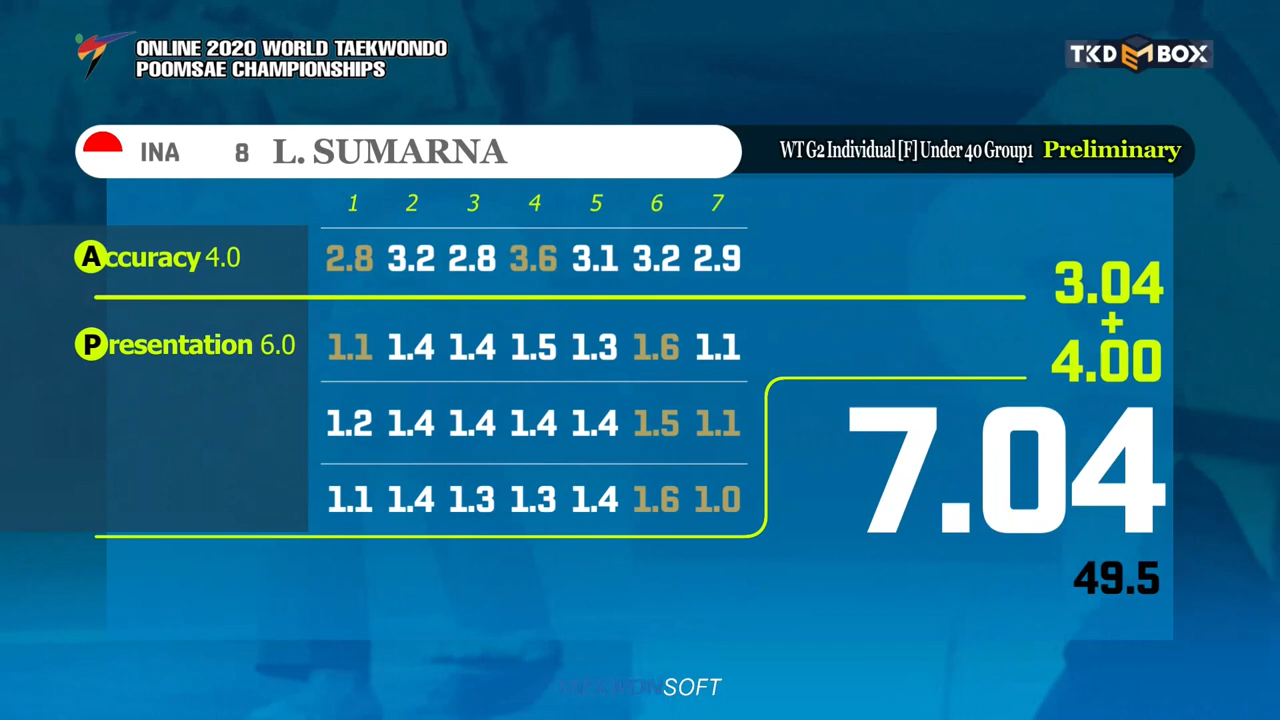 ONLINE 2020 WORLD TAEKWONDO
POOMSAE CHAMPIONSHIPS
TKD BOX
INA 8 L. SUMARNA
WT G2 Individual [F] Under 40 Group1 Preliminary
1 2 3 4 5 6 7
Accuracy 4.0 2.8 3.2 2.8 3.6 3.1 3.2 2.9
3.04
+
Presentation 6.0 1.1 1.4 1.4 1.5 1.3 1.6 1.1
4.00
1.2 1.4 1.4 1.4 1.4 1.5 1.1
7.04
1.1 1.4 1.3 1.3 1.4 1.6 1.0
49.5
SOFT